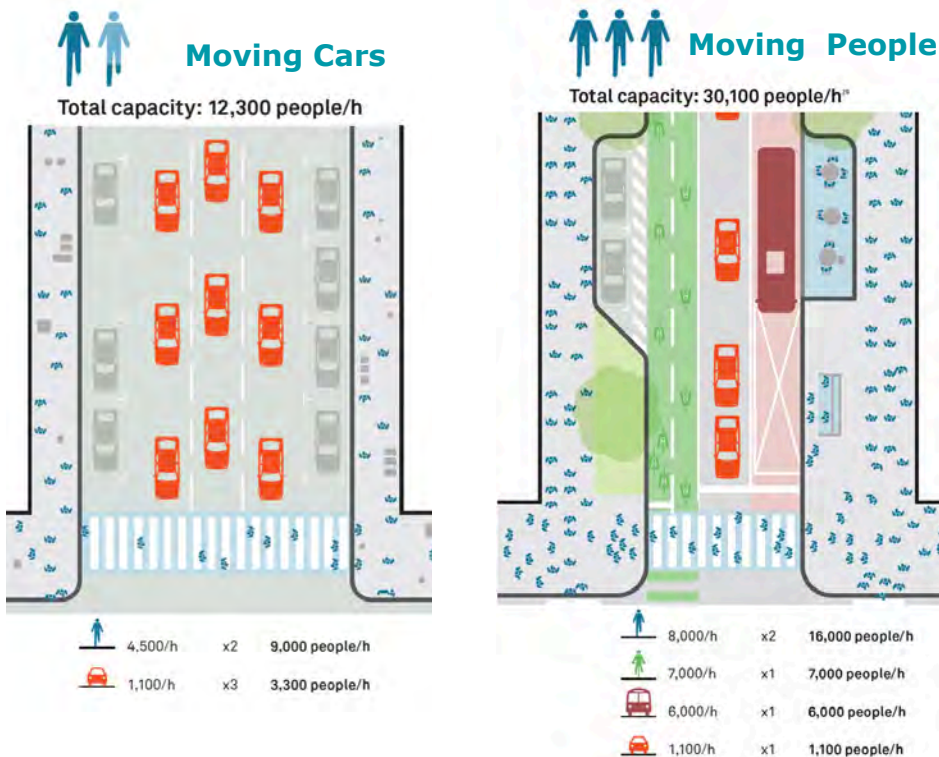 Moving Cars
Total capacity: 12,300 people/h
4,500/h x2 9,000 people/h
1,100/h x3 3,300 people/h
Moving People
Total capacity: 30,100 people/h
8,000/h x2 16,000 people/h
7,000/h x1 7,000 people/h
6,000/h x1 6,000 people/h
1,100/h x1 1,100 people/h